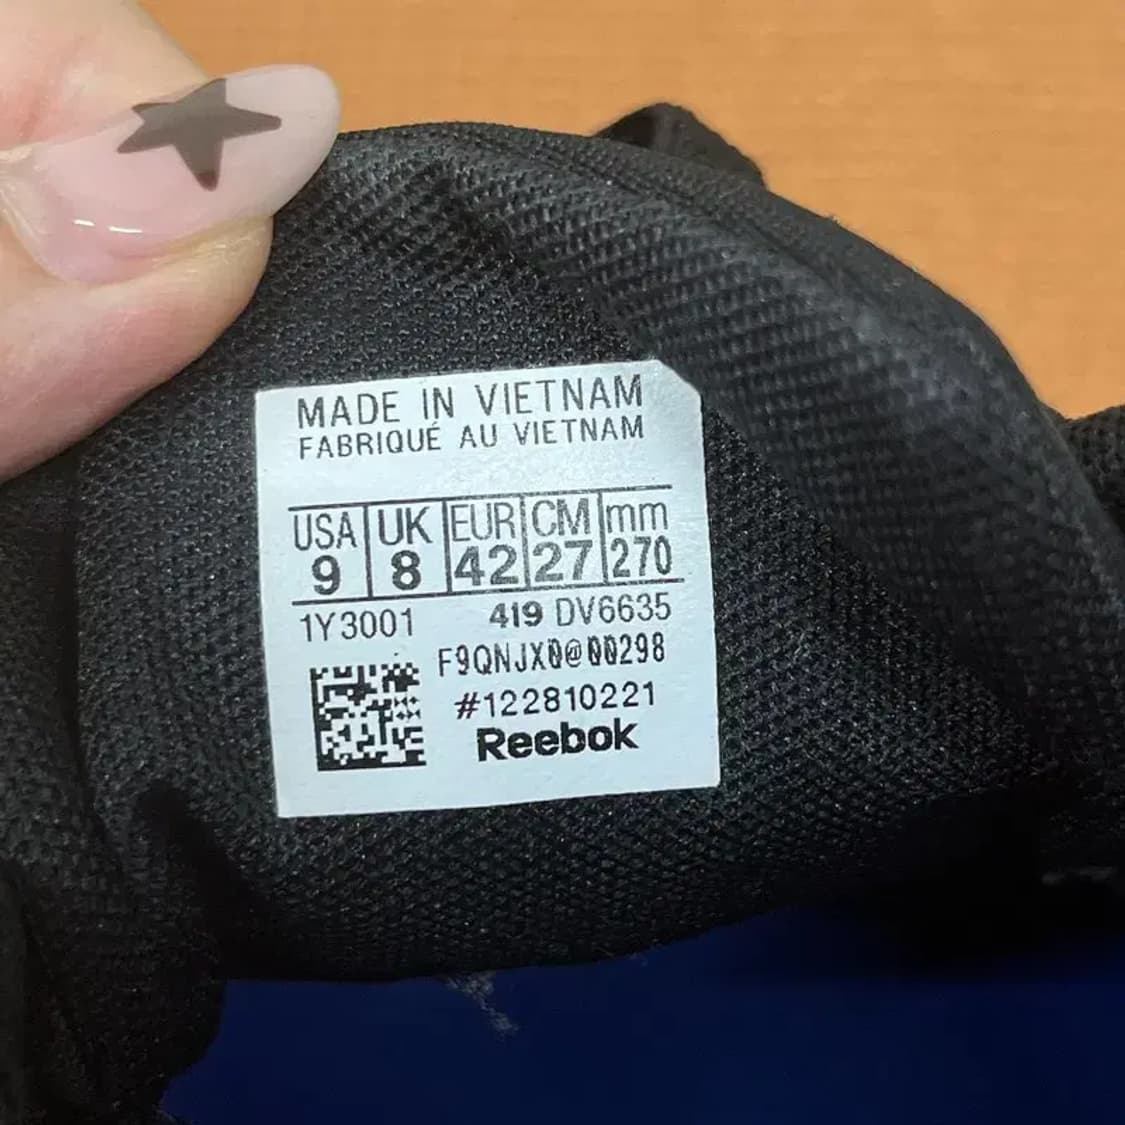 MADE IN VIETNAM
FABRIQUÉ AU VIETNAM
USA UK EUR CM mm
9 8 42 27 270
1Y3001 419 DV6635
F9QNJX0@00298
#122810221
Reebok